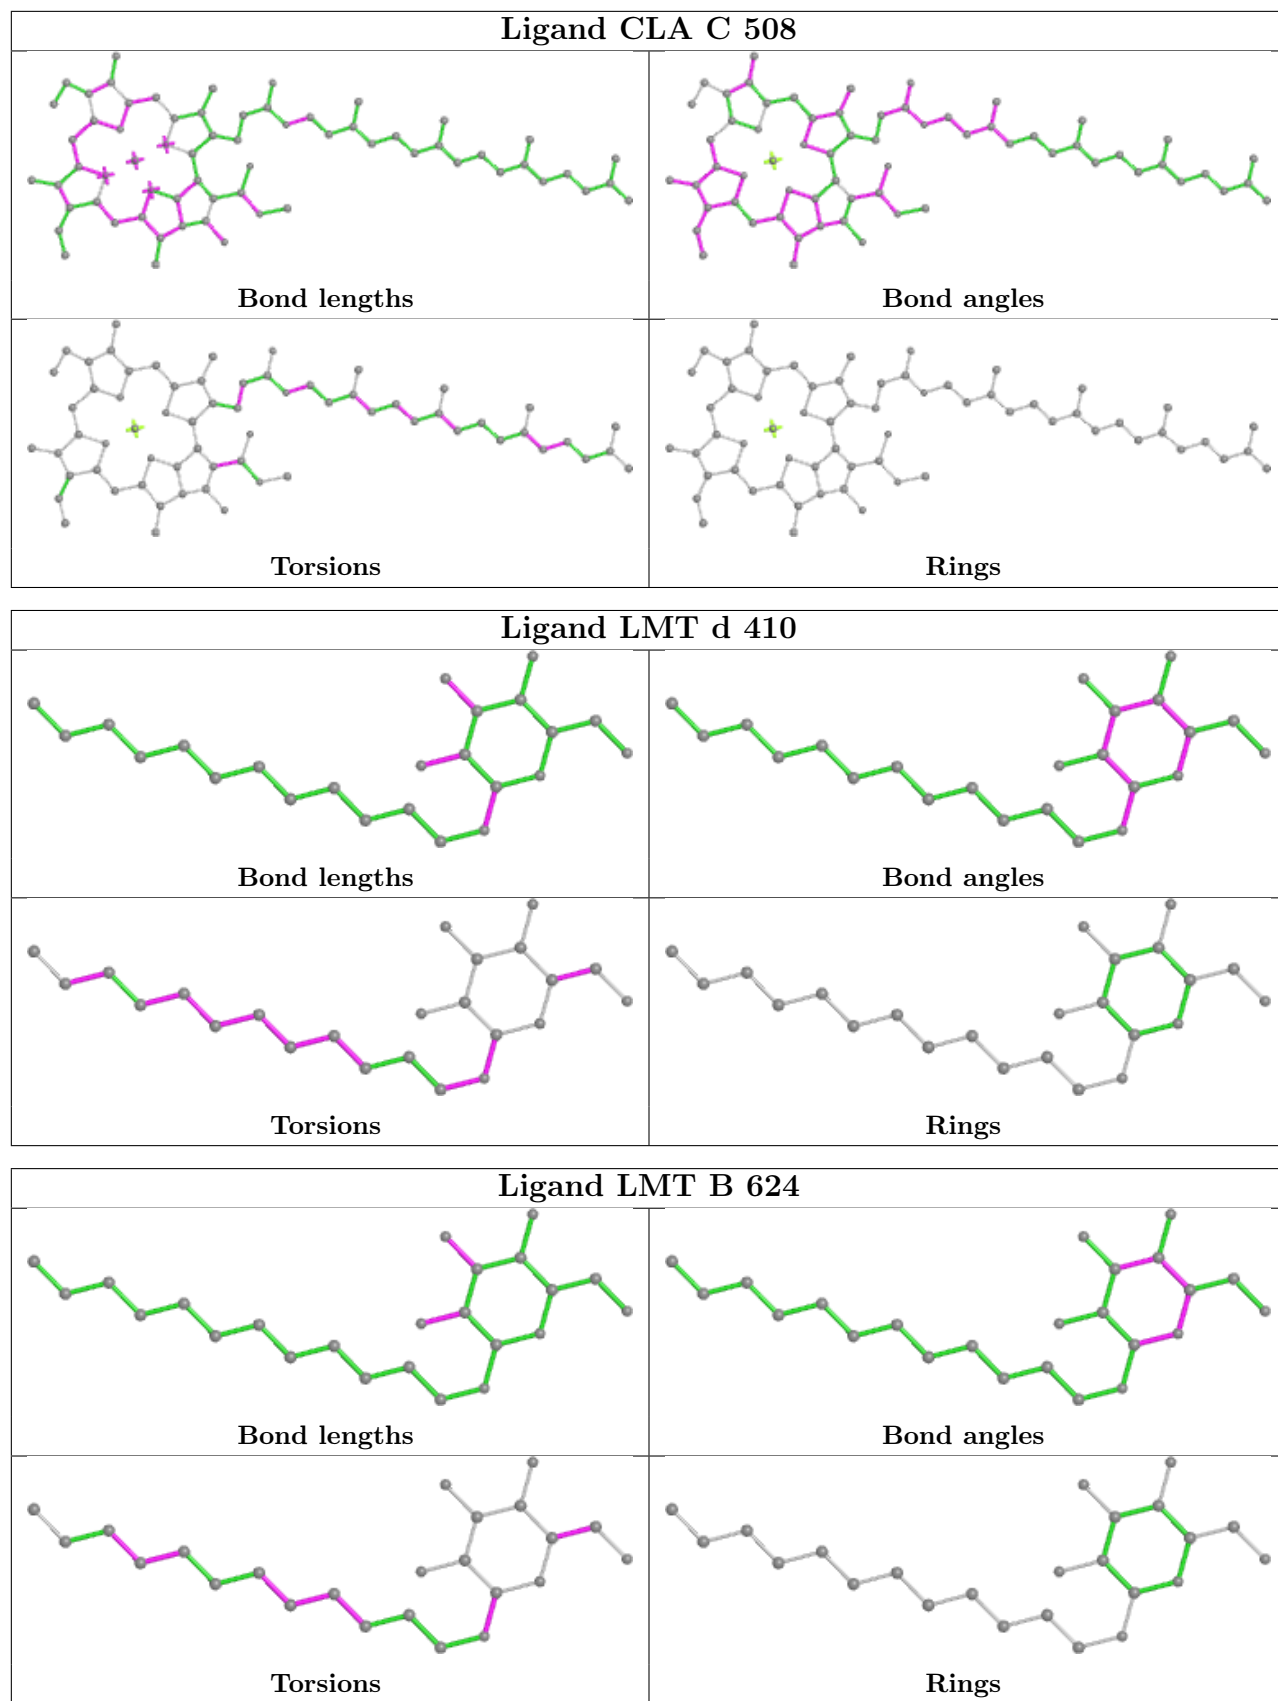 Ligand CLA C 508
Bond lengths
Bond angles
Torsions
Rings
Ligand LMT d 410
Bond lengths
Bond angles
Torsions
Rings
Ligand LMT B 624
Bond lengths
Bond angles
Torsions
Rings